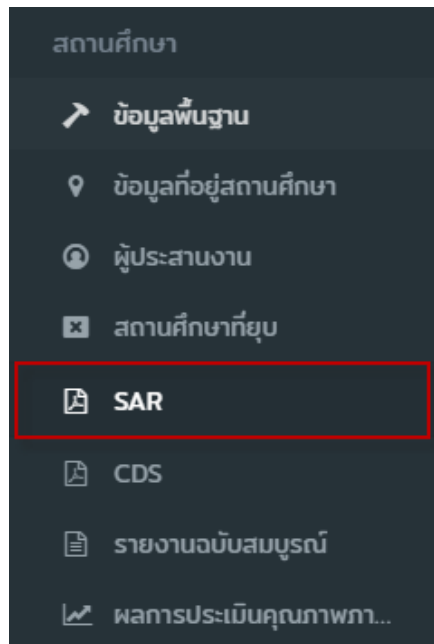 สถานศึกษา
ข้อมูลพื้นฐาน
ข้อมูลที่อยู่สถานศึกษา
ผู้ประสานงาน
สถานศึกษาที่ยุบ
SAR
CDS
รายงานฉบับสมบูรณ์
ผลการประเมินคุณภาพภา...